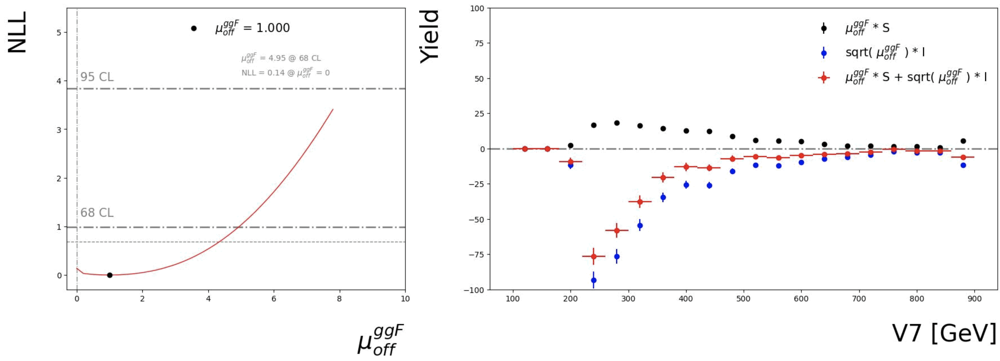 NLL
μ_off^ggF = 1.000
μ_off^ggF = 4.95 @ 68 CL
NLL = 0.14 @ μ_off^ggF = 0
95 CL
68 CL
5
4
3
2
1
0
0 2 4 6 8 10
μ_off^ggF
Yield
μ_off^ggF * S
sqrt( μ_off^ggF ) * I
μ_off^ggF * S + sqrt( μ_off^ggF ) * I
100
75
50
25
0
−25
−50
−75
−100
100 200 300 400 500 600 700 800 900
V7 [GeV]